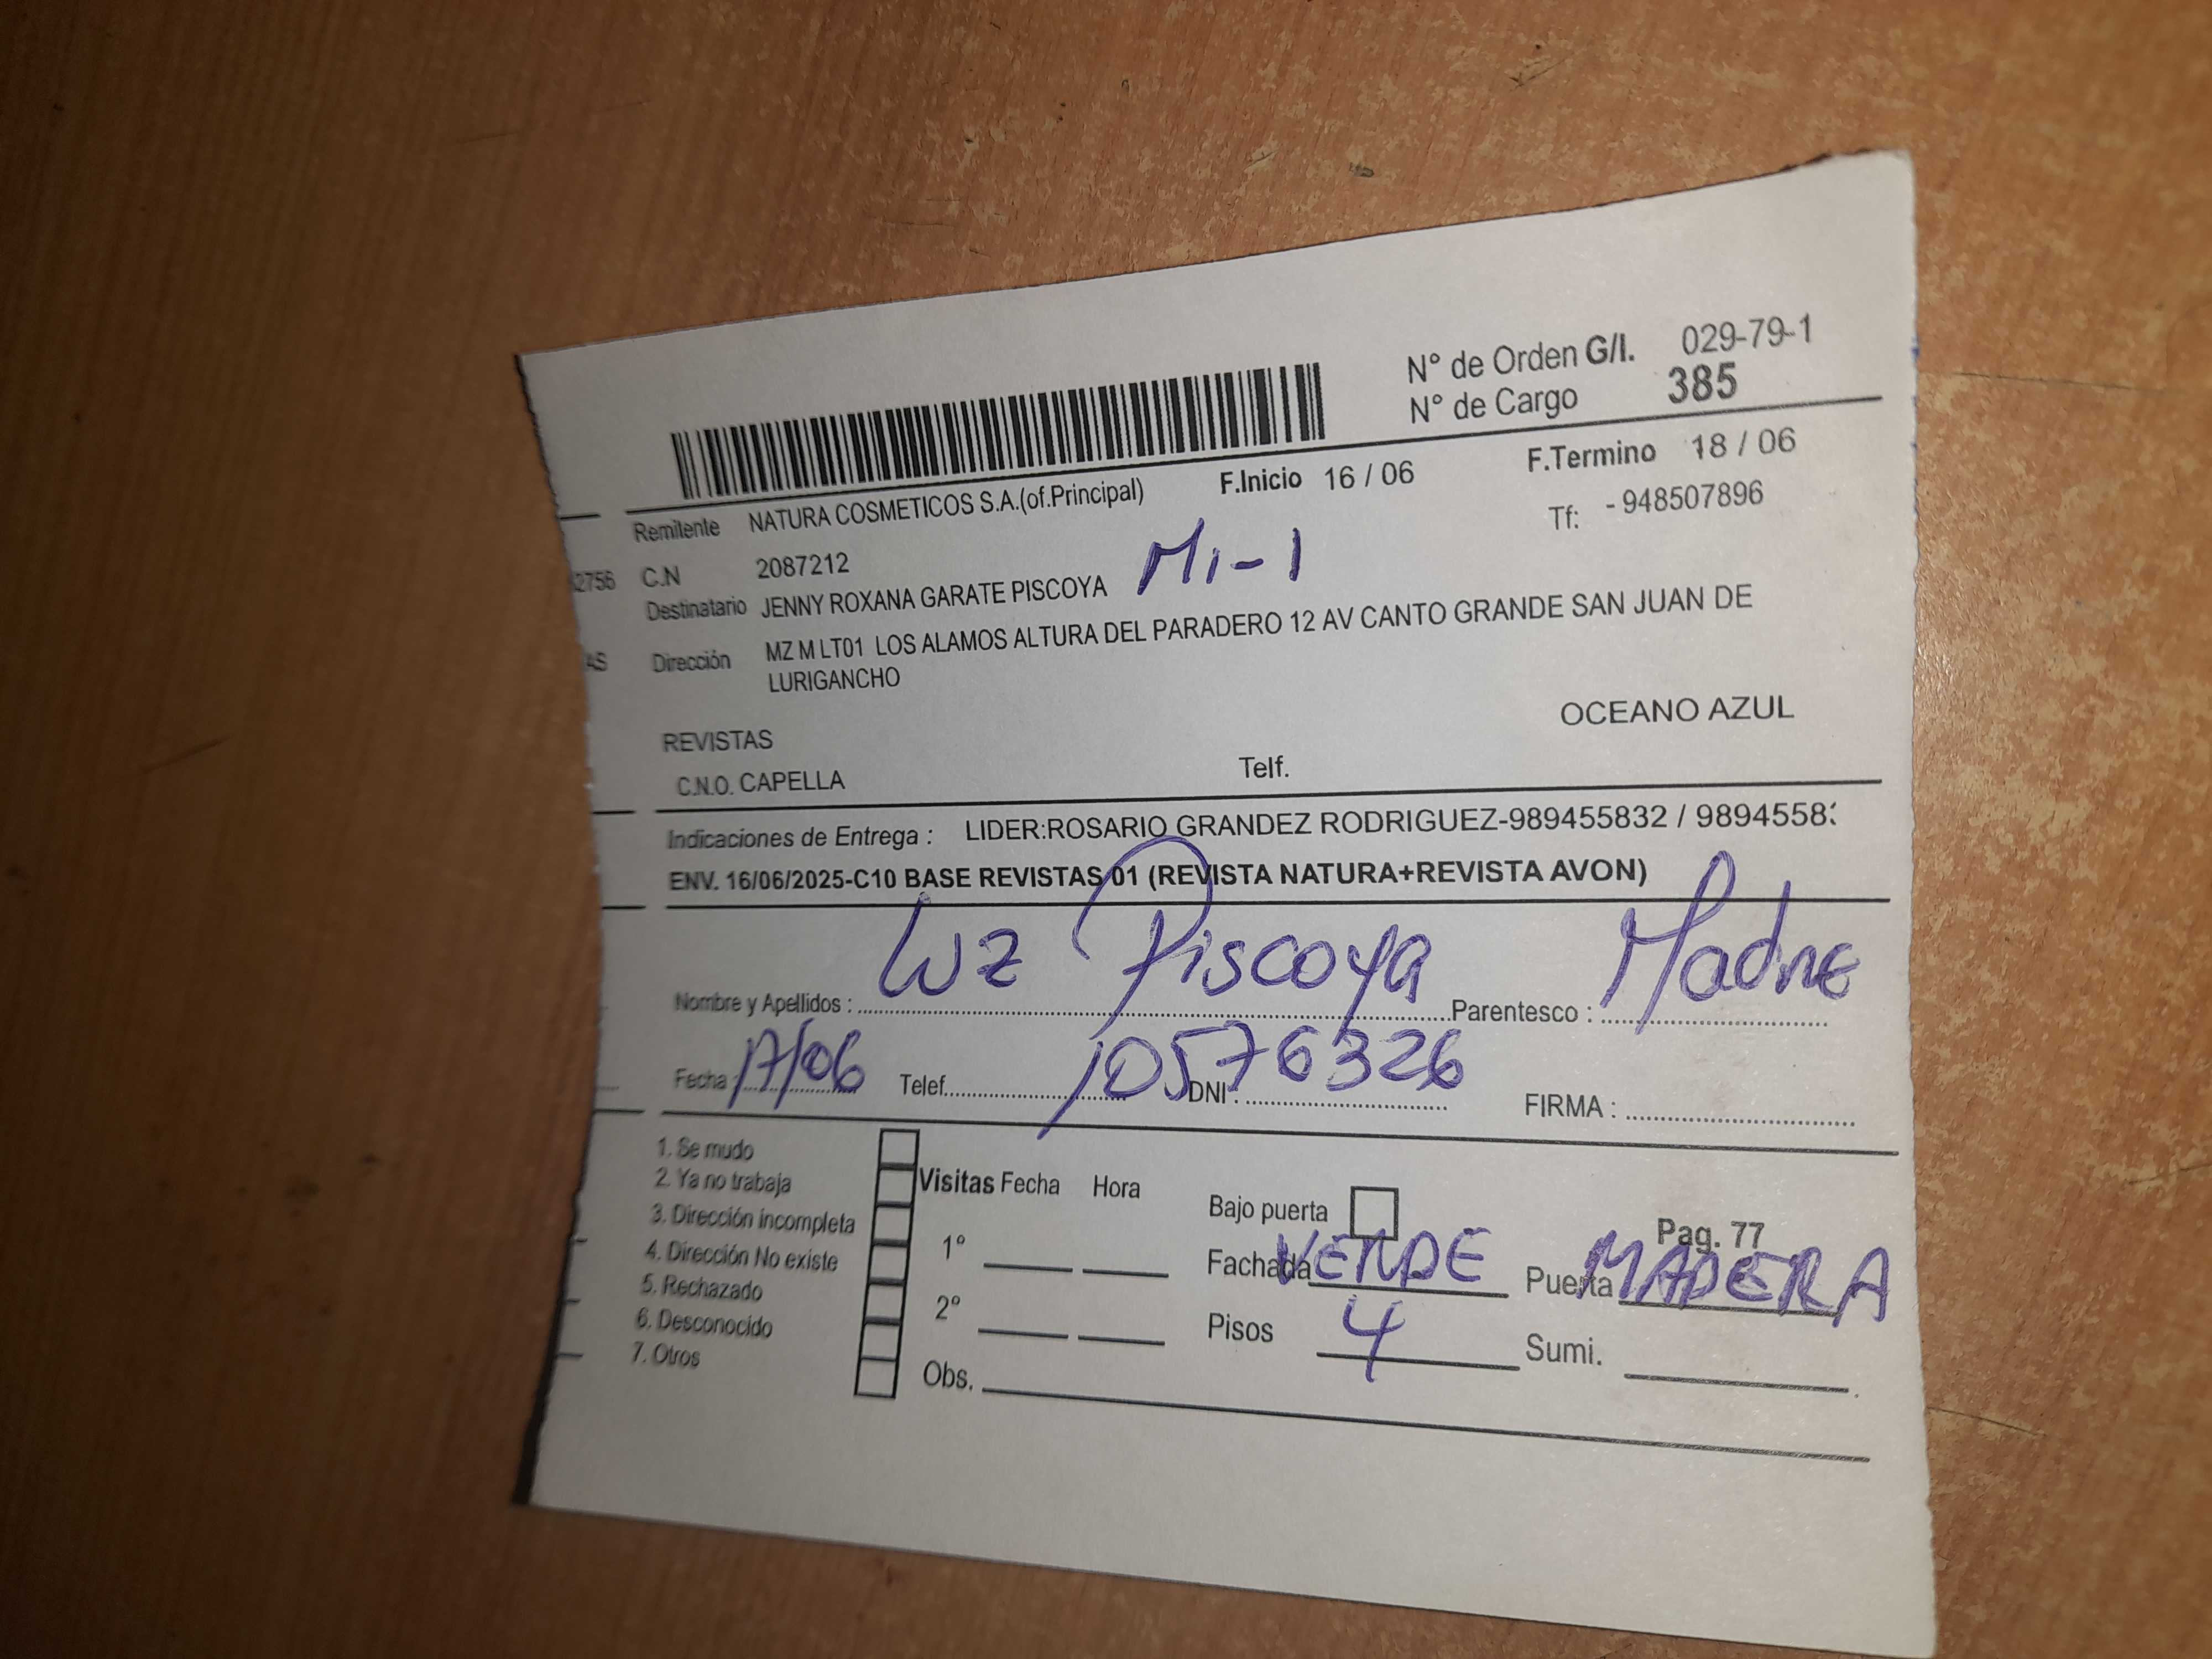 N° de Orden G/I. 029-79-1
N° de Cargo 385
F.Inicio 16 / 06 F.Termino 18 / 06
Remitente NATURA COSMETICOS S.A.(of.Principal) Tf: - 948507896
2756 C.N 2087212 M1-1
Destinatario JENNY ROXANA GARATE PISCOYA
AS Dirección MZ M LT01 LOS ALAMOS ALTURA DEL PARADERO 12 AV CANTO GRANDE SAN JUAN DE
LURIGANCHO
OCEANO AZUL
REVISTAS
C.N.O. CAPELLA Telf.
Indicaciones de Entrega : LIDER:ROSARIO GRANDEZ RODRIGUEZ-989455832 / 9894558
ENV. 16/06/2025-C10 BASE REVISTAS 01 (REVISTA NATURA+REVISTA AVON)
Nombre y Apellidos : Luz Piscoya Parentesco : Madre
Fecha : 17/06 Telef. DNI : 10576326 FIRMA :
1. Se mudo
2. Ya no trabaja
3. Dirección incompleta
4. Dirección No existe
5. Rechazado
6. Desconocido
7. Otros
Visitas Fecha Hora
1°
2°
Obs.
Bajo puerta Pag. 77
Fachada VERDE Puerta MADERA
Pisos 4 Sumi.